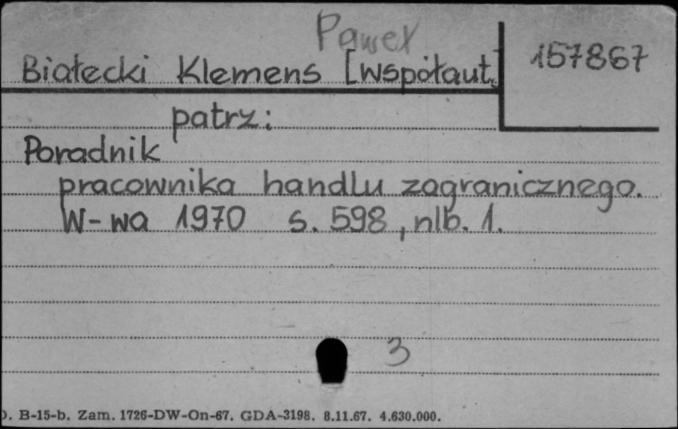 Paweł
Białecki Klemens [współaut.]
157867
patrz:
Poradnik
pracownika handlu zagranicznego.
W-wa 1970 s. 598, nlb. 1.
3
D. B-15-b. Zam. 1726-DW-On-67. GDA-3198. 8.11.67. 4.630.000.